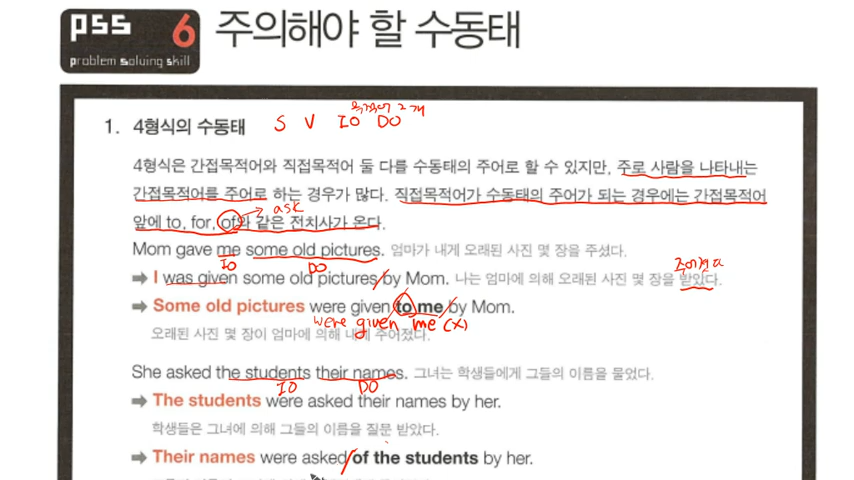 PSS 6 주의해야 할 수동태
problem solving skill
목적어 2개
1. 4형식의 수동태 S V IO DO
4형식은 간접목적어와 직접목적어 둘 다를 수동태의 주어로 할 수 있지만, 주로 사람을 나타내는
간접목적어를 주어로 하는 경우가 많다. 직접목적어가 수동태의 주어가 되는 경우에는 간접목적어
ask
앞에 to, for, of와 같은 전치사가 온다.
Mom gave me some old pictures. 엄마가 내게 오래된 사진 몇 장을 주셨다.
IO DO
주어졌다
➔ I was given some old pictures/by Mom. 나는 엄마에 의해 오래된 사진 몇 장을 받았다.
➔ Some old pictures were given to me/by Mom.
were given me (x)
오래된 사진 몇 장이 엄마에 의해 내게 주어졌다.
She asked the students their names. 그녀는 학생들에게 그들의 이름을 물었다.
IO DO
➔ The students were asked their names by her.
학생들은 그녀에 의해 그들의 이름을 질문 받았다.
➔ Their names were asked/of the students by her.